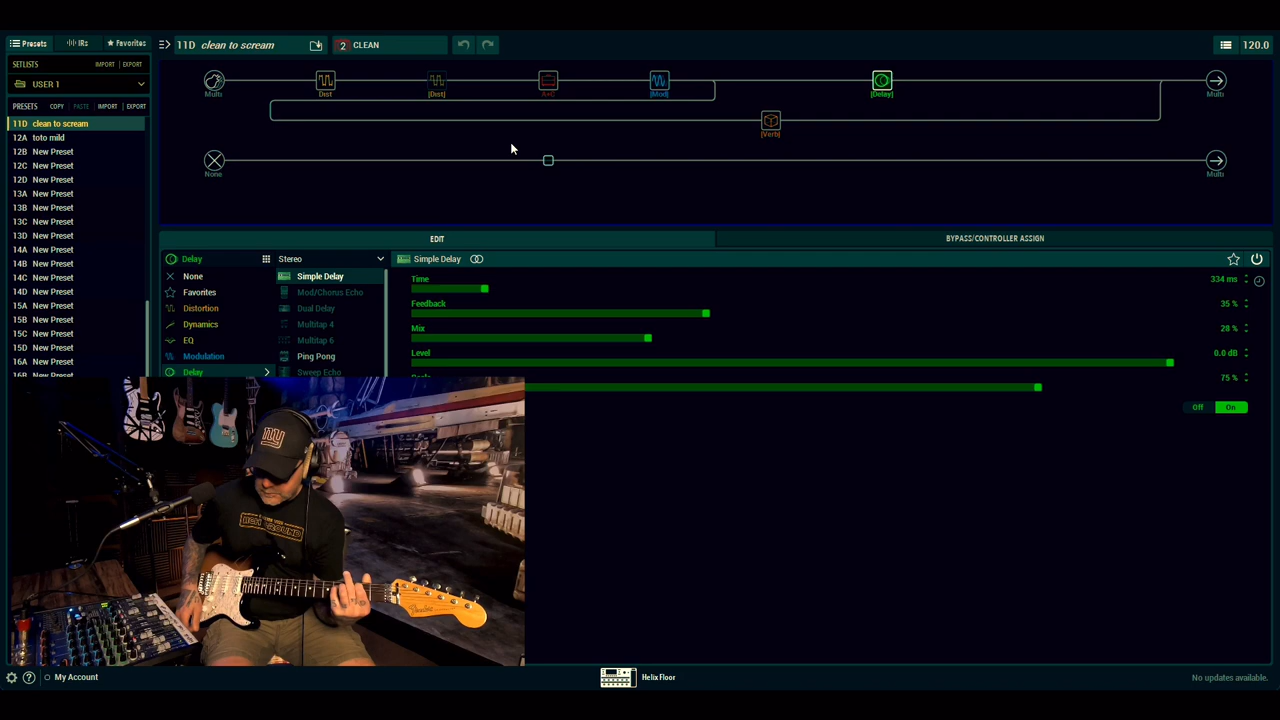 Presets IRs Favorites 11D clean to scream 2 CLEAN 120.0
SETLISTS IMPORT EXPORT
USER 1
PRESETS COPY PASTE IMPORT EXPORT
11D clean to scream
12A toto mild
12B New Preset
12C New Preset
12D New Preset
13A New Preset
13B New Preset
13C New Preset
13D New Preset
14A New Preset
14B New Preset
14C New Preset
14D New Preset
15A New Preset
15B New Preset
15C New Preset
15D New Preset
16A New Preset
16B New Preset
Multi Dist [Dist] A+C [Mod] [Delay] Multi
[Verb]
None Multi
EDIT BYPASS/CONTROLLER ASSIGN
Delay Stereo Simple Delay
None Simple Delay
Favorites Mod/Chorus Echo
Distortion Dual Delay
Dynamics Multitap 4
EQ Multitap 6
Modulation Ping Pong
Delay Sweep Echo
Time 334 ms
Feedback 35 %
Mix 28 %
Level 0.0 dB
75 %
Off On
NY
Fender
My Account Helix Floor No updates available.